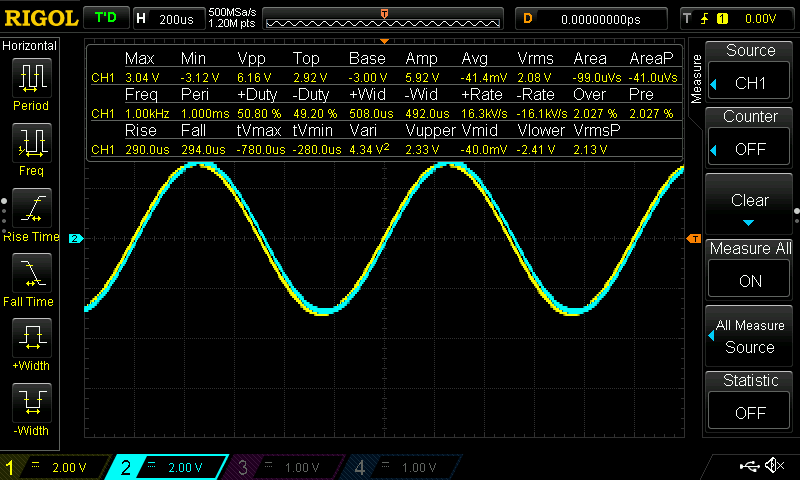 RIGOL T'D H 200us 500MSa/s D 0.00000000ps T 1 0.00V
1.20M pts
T
Horizontal
Period
Freq
Rise Time
Fall Time
+Width
-Width
Max Min Vpp Top Base Amp Avg Vrms Area AreaP
CH1 3.04 V -3.12 V 6.16 V 2.92 V -3.00 V 5.92 V -41.4mV 2.08 V -99.0uVs -41.0uVs
Freq Peri +Duty -Duty +Wid -Wid +Rate -Rate Over Pre
CH1 1.00kHz 1.000ms 50.80 % 49.20 % 508.0us 492.0us 16.3kV/s -16.1kV/s 2.027 % 2.027 %
Rise Fall tVmax tVmin Vari Vupper Vmid Vlower VrmsP
CH1 290.0us 294.0us -780.0us -280.0us 4.34 V² 2.33 V -40.0mV -2.41 V 2.13 V
2
T
Measure
Source
CH1
Counter
OFF
Clear
Measure All
ON
All Measure
Source
Statistic
OFF
1 2.00 V 2 2.00 V 3 1.00 V 4 1.00 V